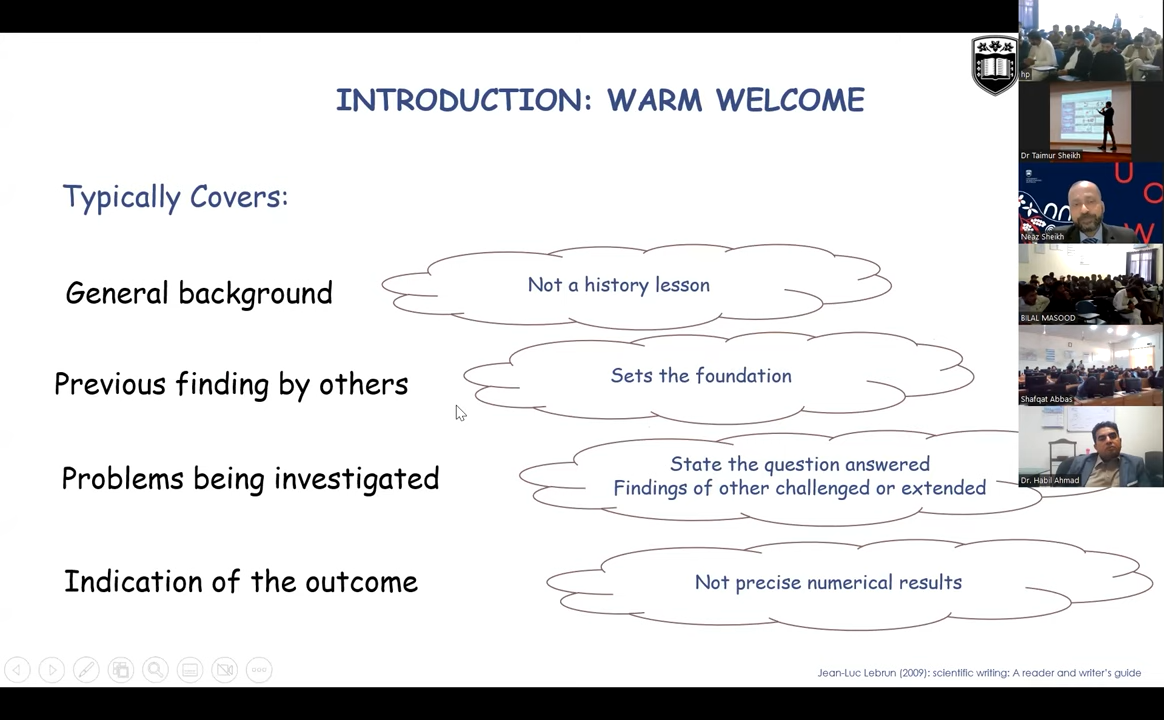 INTRODUCTION: WARM WELCOME
Typically Covers:
General background
Not a history lesson
Previous finding by others
Sets the foundation
Problems being investigated
State the question answered
Findings of other challenged or extended
Indication of the outcome
Not precise numerical results
Jean-Luc Lebrun (2009): scientific writing: A reader and writer's guide
hp
Dr Taimur Sheikh
U
O
W
Neaz Sheikh
BILAL MASOOD
Shafqat Abbas
Dr. Habil Ahmad